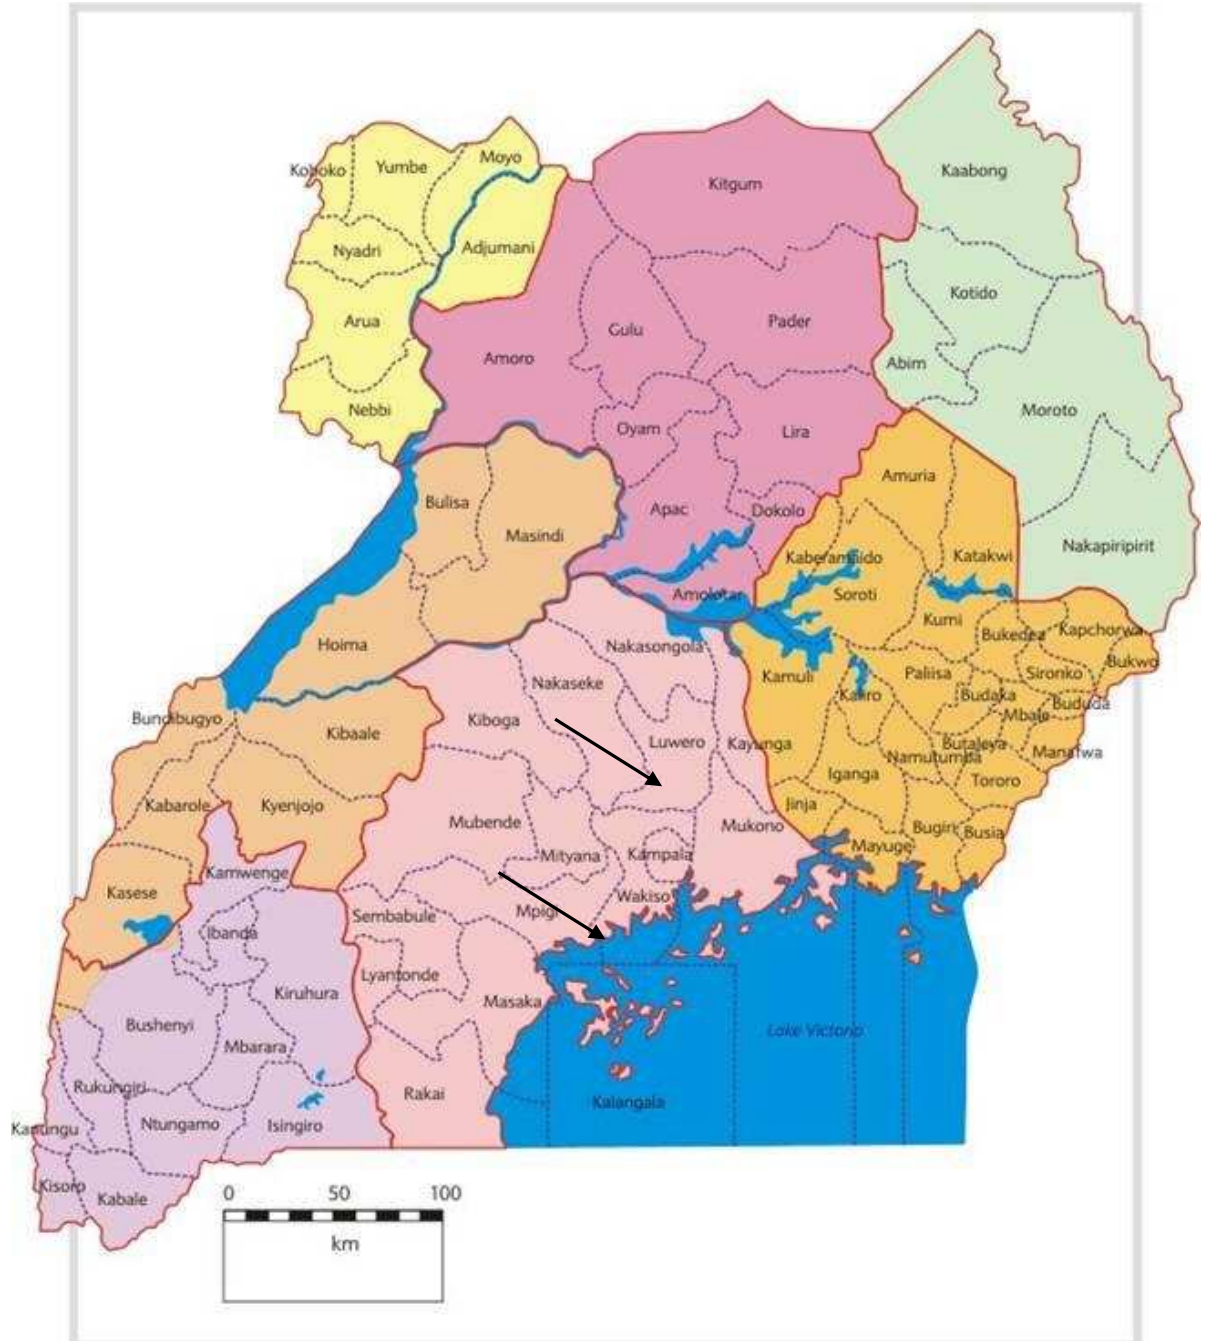 Moyo
Koboko
Yumbe
Kitgum
Kaabong
Nyadri
Adjumani
Kotido
Arua
Gulu
Pader
Amoro
Abim
Nebbi
Moroto
Oyam
Lira
Amuria
Bulisa
Apac
Dokolo
Masindi
Nakapiripirit
Kaberamaido
Katakwi
Amolotar
Soroti
Kumi
Bukedea
Kapchorwa
Hoima
Nakasongola
Bukwo
Kamuli
Paliisa
Sironko
Nakaseke
Kaliro
Budaka
Bududa
Bundibugyo
Kiboga
Mbale
Kibaale
Luwero
Kayunga
Butaleya
Manafwa
Namutumba
Iganga
Tororo
Kabarole
Kyenjojo
Jinja
Mubende
Mukono
Bugiri
Busia
Mityana
Kampala
Mayuge
Kamwenge
Kasese
Wakiso
Sembabule
Mpigi
Ibanda
Lyantonde
Kiruhura
Masaka
Bushenyi
Lake Victoria
Mbarara
Rukungiri
Rakai
Kalangala
Kanungu
Ntungamo
Isingiro
Kisoro
Kabale
0 50 100
km